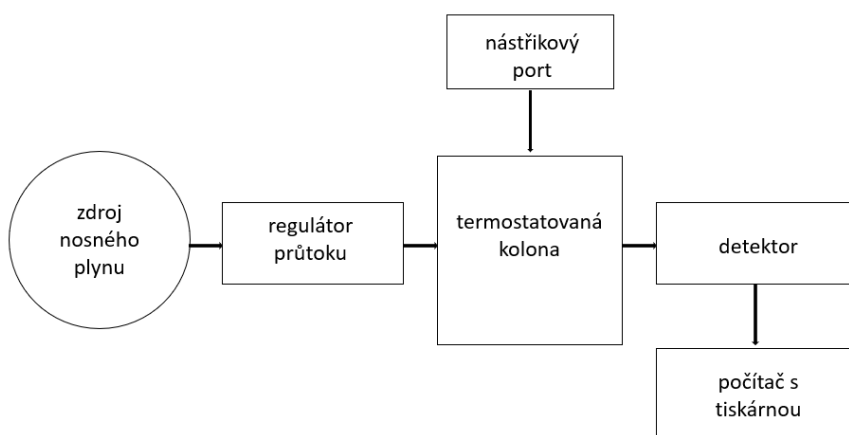 nástřikový
port
zdroj
nosného
plynu
regulátor
průtoku
termostatovaná
kolona
detektor
počítač s
tiskárnou